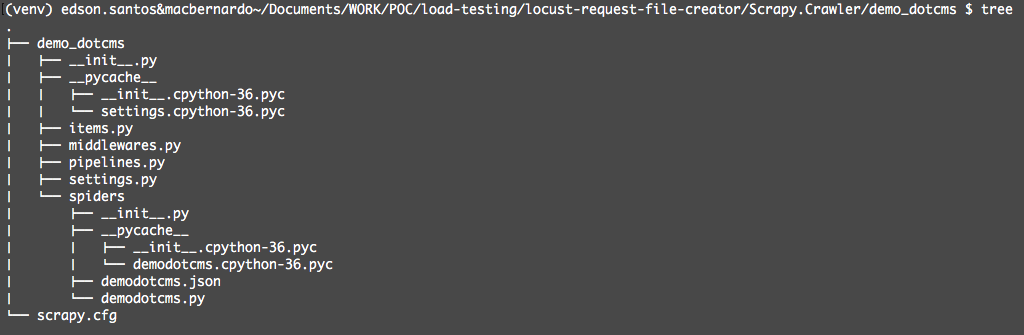 (venv) edson.santos&macbernardo~/Documents/WORK/POC/load-testing/locust-request-file-creator/Scrapy.Crawler/demo_dotcms $ tree
.
├── demo_dotcms
│   ├── __init__.py
│   ├── __pycache__
│   │   ├── __init__.cpython-36.pyc
│   │   └── settings.cpython-36.pyc
│   ├── items.py
│   ├── middlewares.py
│   ├── pipelines.py
│   ├── settings.py
│   └── spiders
│       ├── __init__.py
│       ├── __pycache__
│       │   ├── __init__.cpython-36.pyc
│       │   └── demodotcms.cpython-36.pyc
│       ├── demodotcms.json
│       └── demodotcms.py
└── scrapy.cfg